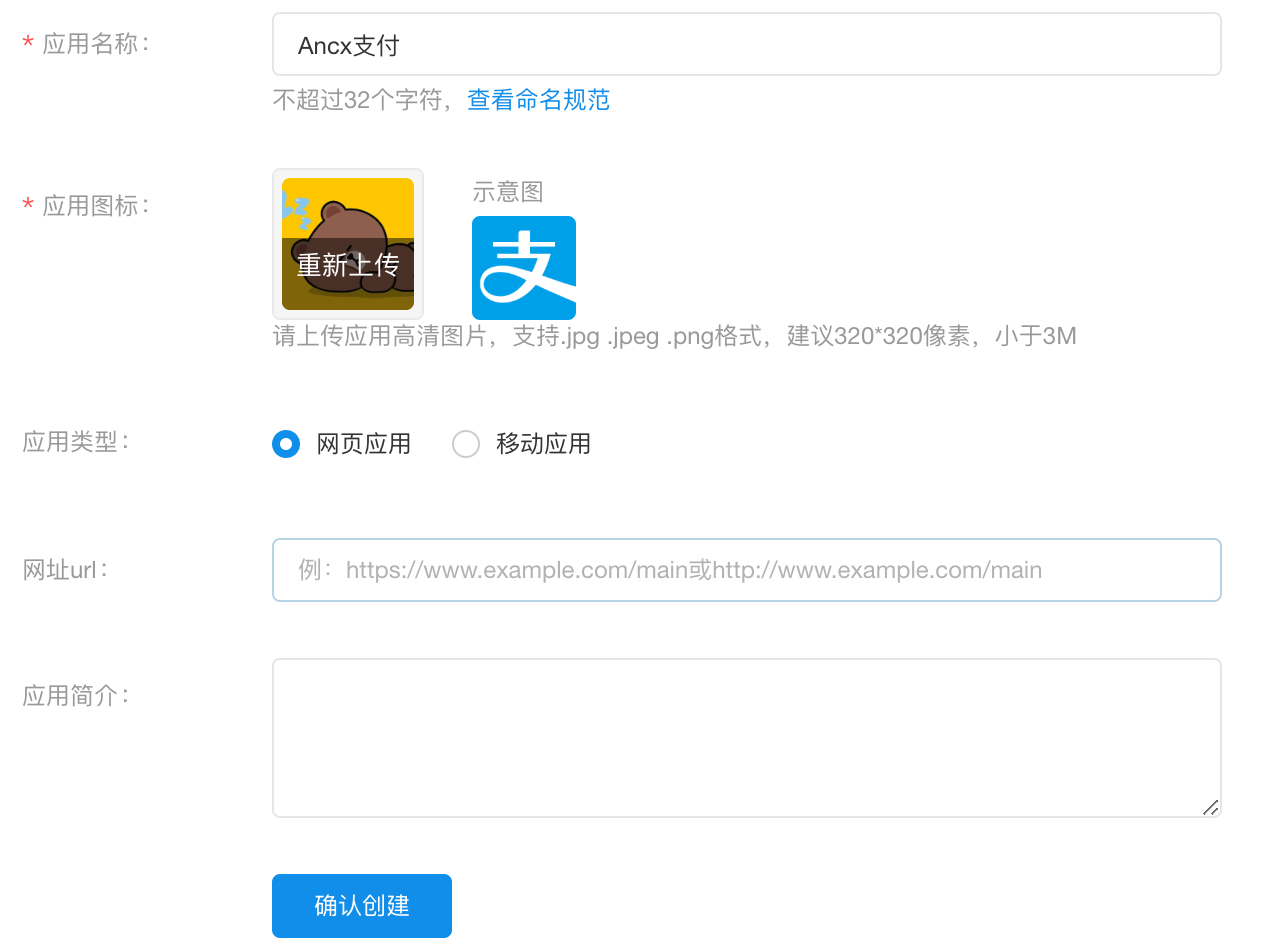 * 应用名称：
Ancx支付
不超过32个字符，查看命名规范
* 应用图标：
重新上传
示意图
支
请上传应用高清图片，支持.jpg .jpeg .png格式，建议320*320像素，小于3M
应用类型：
网页应用 移动应用
网址url：
例：https://www.example.com/main或http://www.example.com/main
应用简介：
确认创建